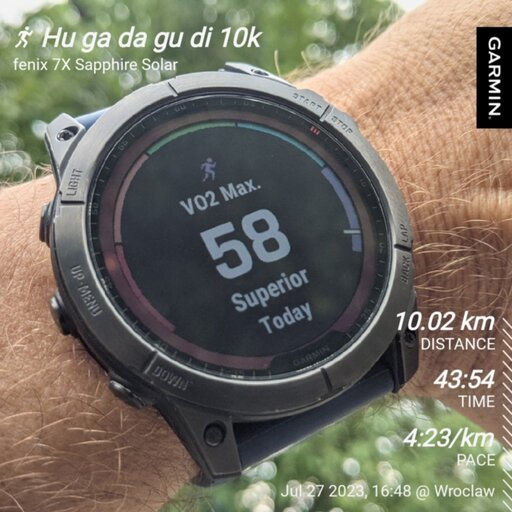 Hu ga da gu di 10k
fenix 7X Sapphire Solar
GARMIN
START
STOP
LIGHT
VO2 Max.
58
Superior
Today
UP·MENU
BACK
LAP
DOWN
GARMIN
10.02 km
DISTANCE
43:54
TIME
4:23/km
PACE
Jul 27 2023, 16:48 @ Wroclaw